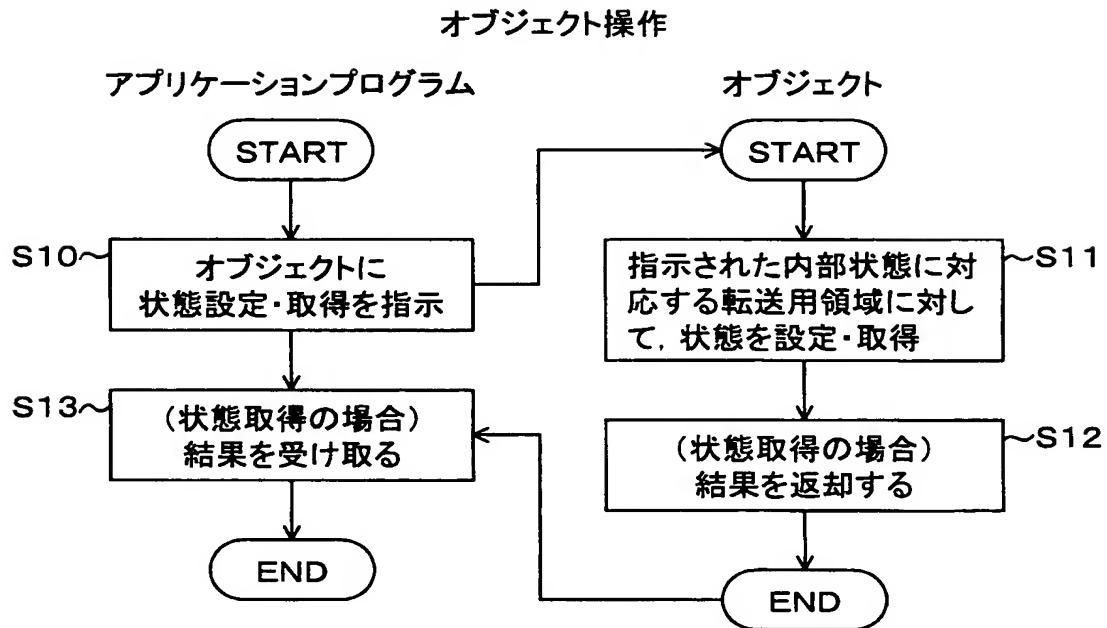 オブジェクト操作
アプリケーションプログラム
START
S10
オブジェクトに
状態設定・取得を指示
S13
(状態取得の場合)
結果を受け取る
END
オブジェクト
START
指示された内部状態に対
応する転送用領域に対し
て,状態を設定・取得
S11
(状態取得の場合)
結果を返却する
S12
END